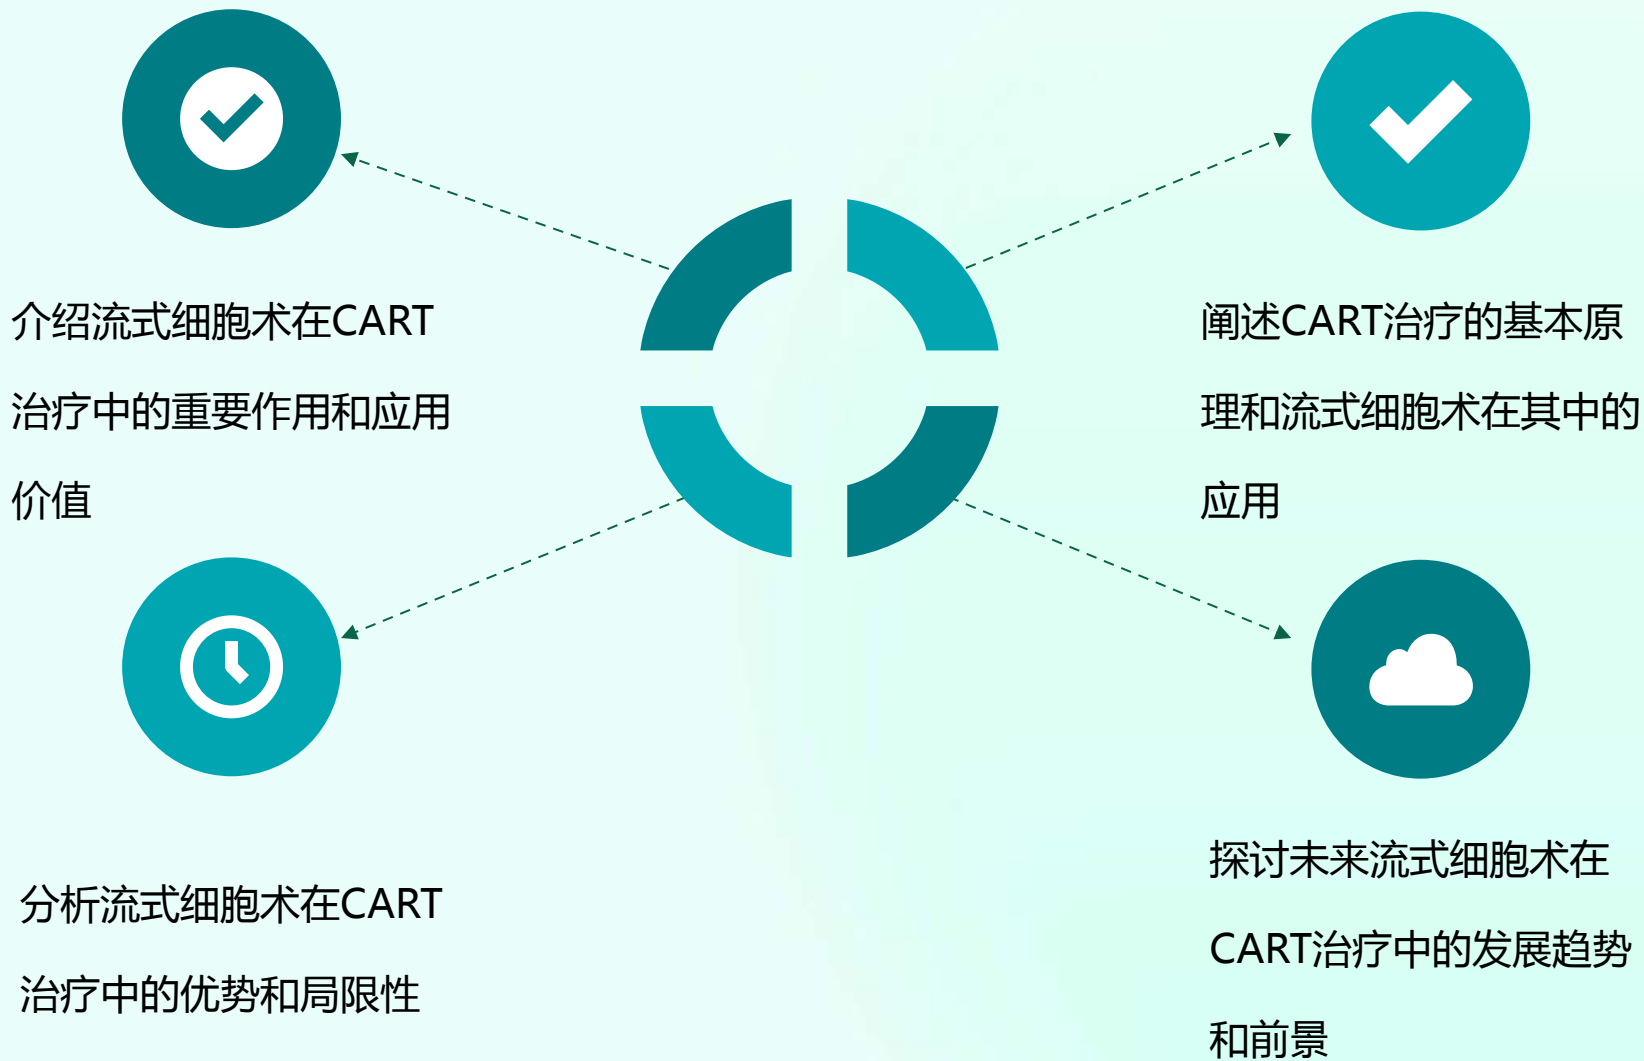 介绍流式细胞术在CART
治疗中的重要作用和应用
价值
阐述CART治疗的基本原
理和流式细胞术在其中的
应用
分析流式细胞术在CART
治疗中的优势和局限性
探讨未来流式细胞术在
CART治疗中的发展趋势
和前景